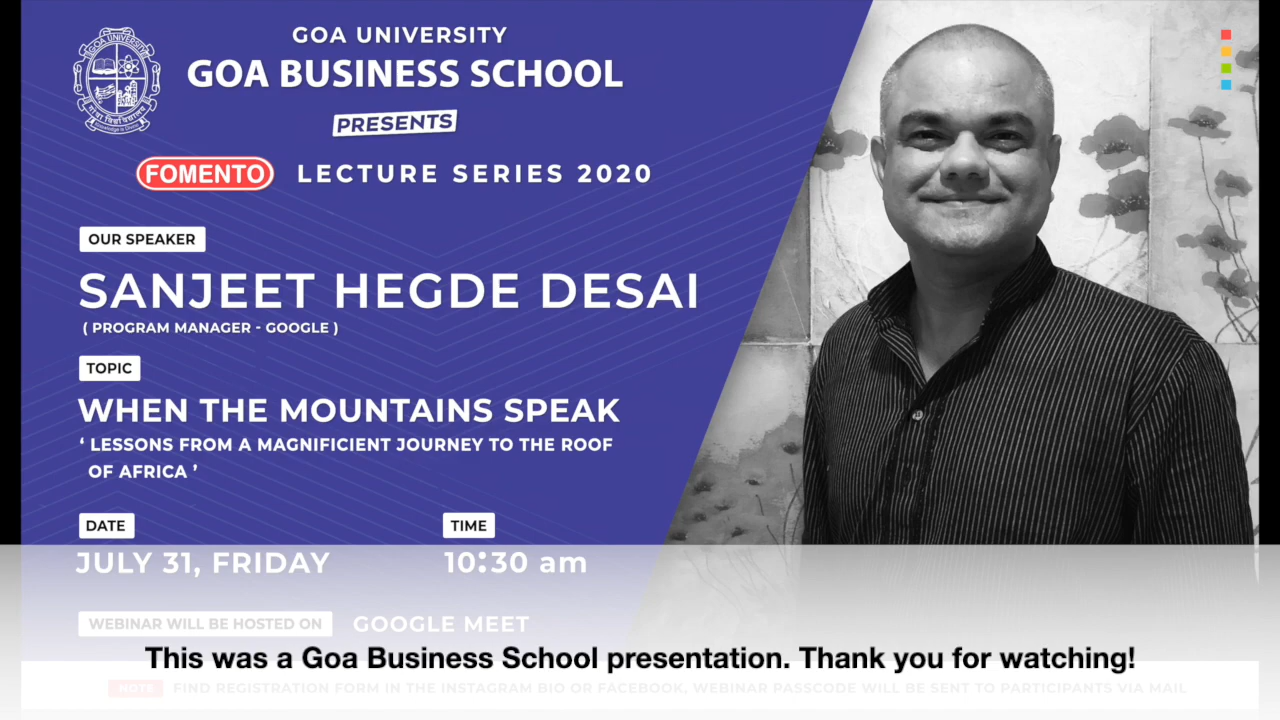 GOA UNIVERSITY
GOA BUSINESS SCHOOL
PRESENTS
FOMENTO LECTURE SERIES 2020
OUR SPEAKER
SANJEET HEGDE DESAI
( PROGRAM MANAGER - GOOGLE )
TOPIC
WHEN THE MOUNTAINS SPEAK
‘ LESSONS FROM A MAGNIFICIENT JOURNEY TO THE ROOF
OF AFRICA ’
DATE TIME
JULY 31, FRIDAY 10:30 am
WEBINAR WILL BE HOSTED ON GOOGLE MEET
This was a Goa Business School presentation. Thank you for watching!
NOTE FIND REGISTRATION FORM IN THE INSTAGRAM BIO OR FACEBOOK. WEBINAR PASSCODE WILL BE SENT TO PARTICIPANTS VIA MAIL